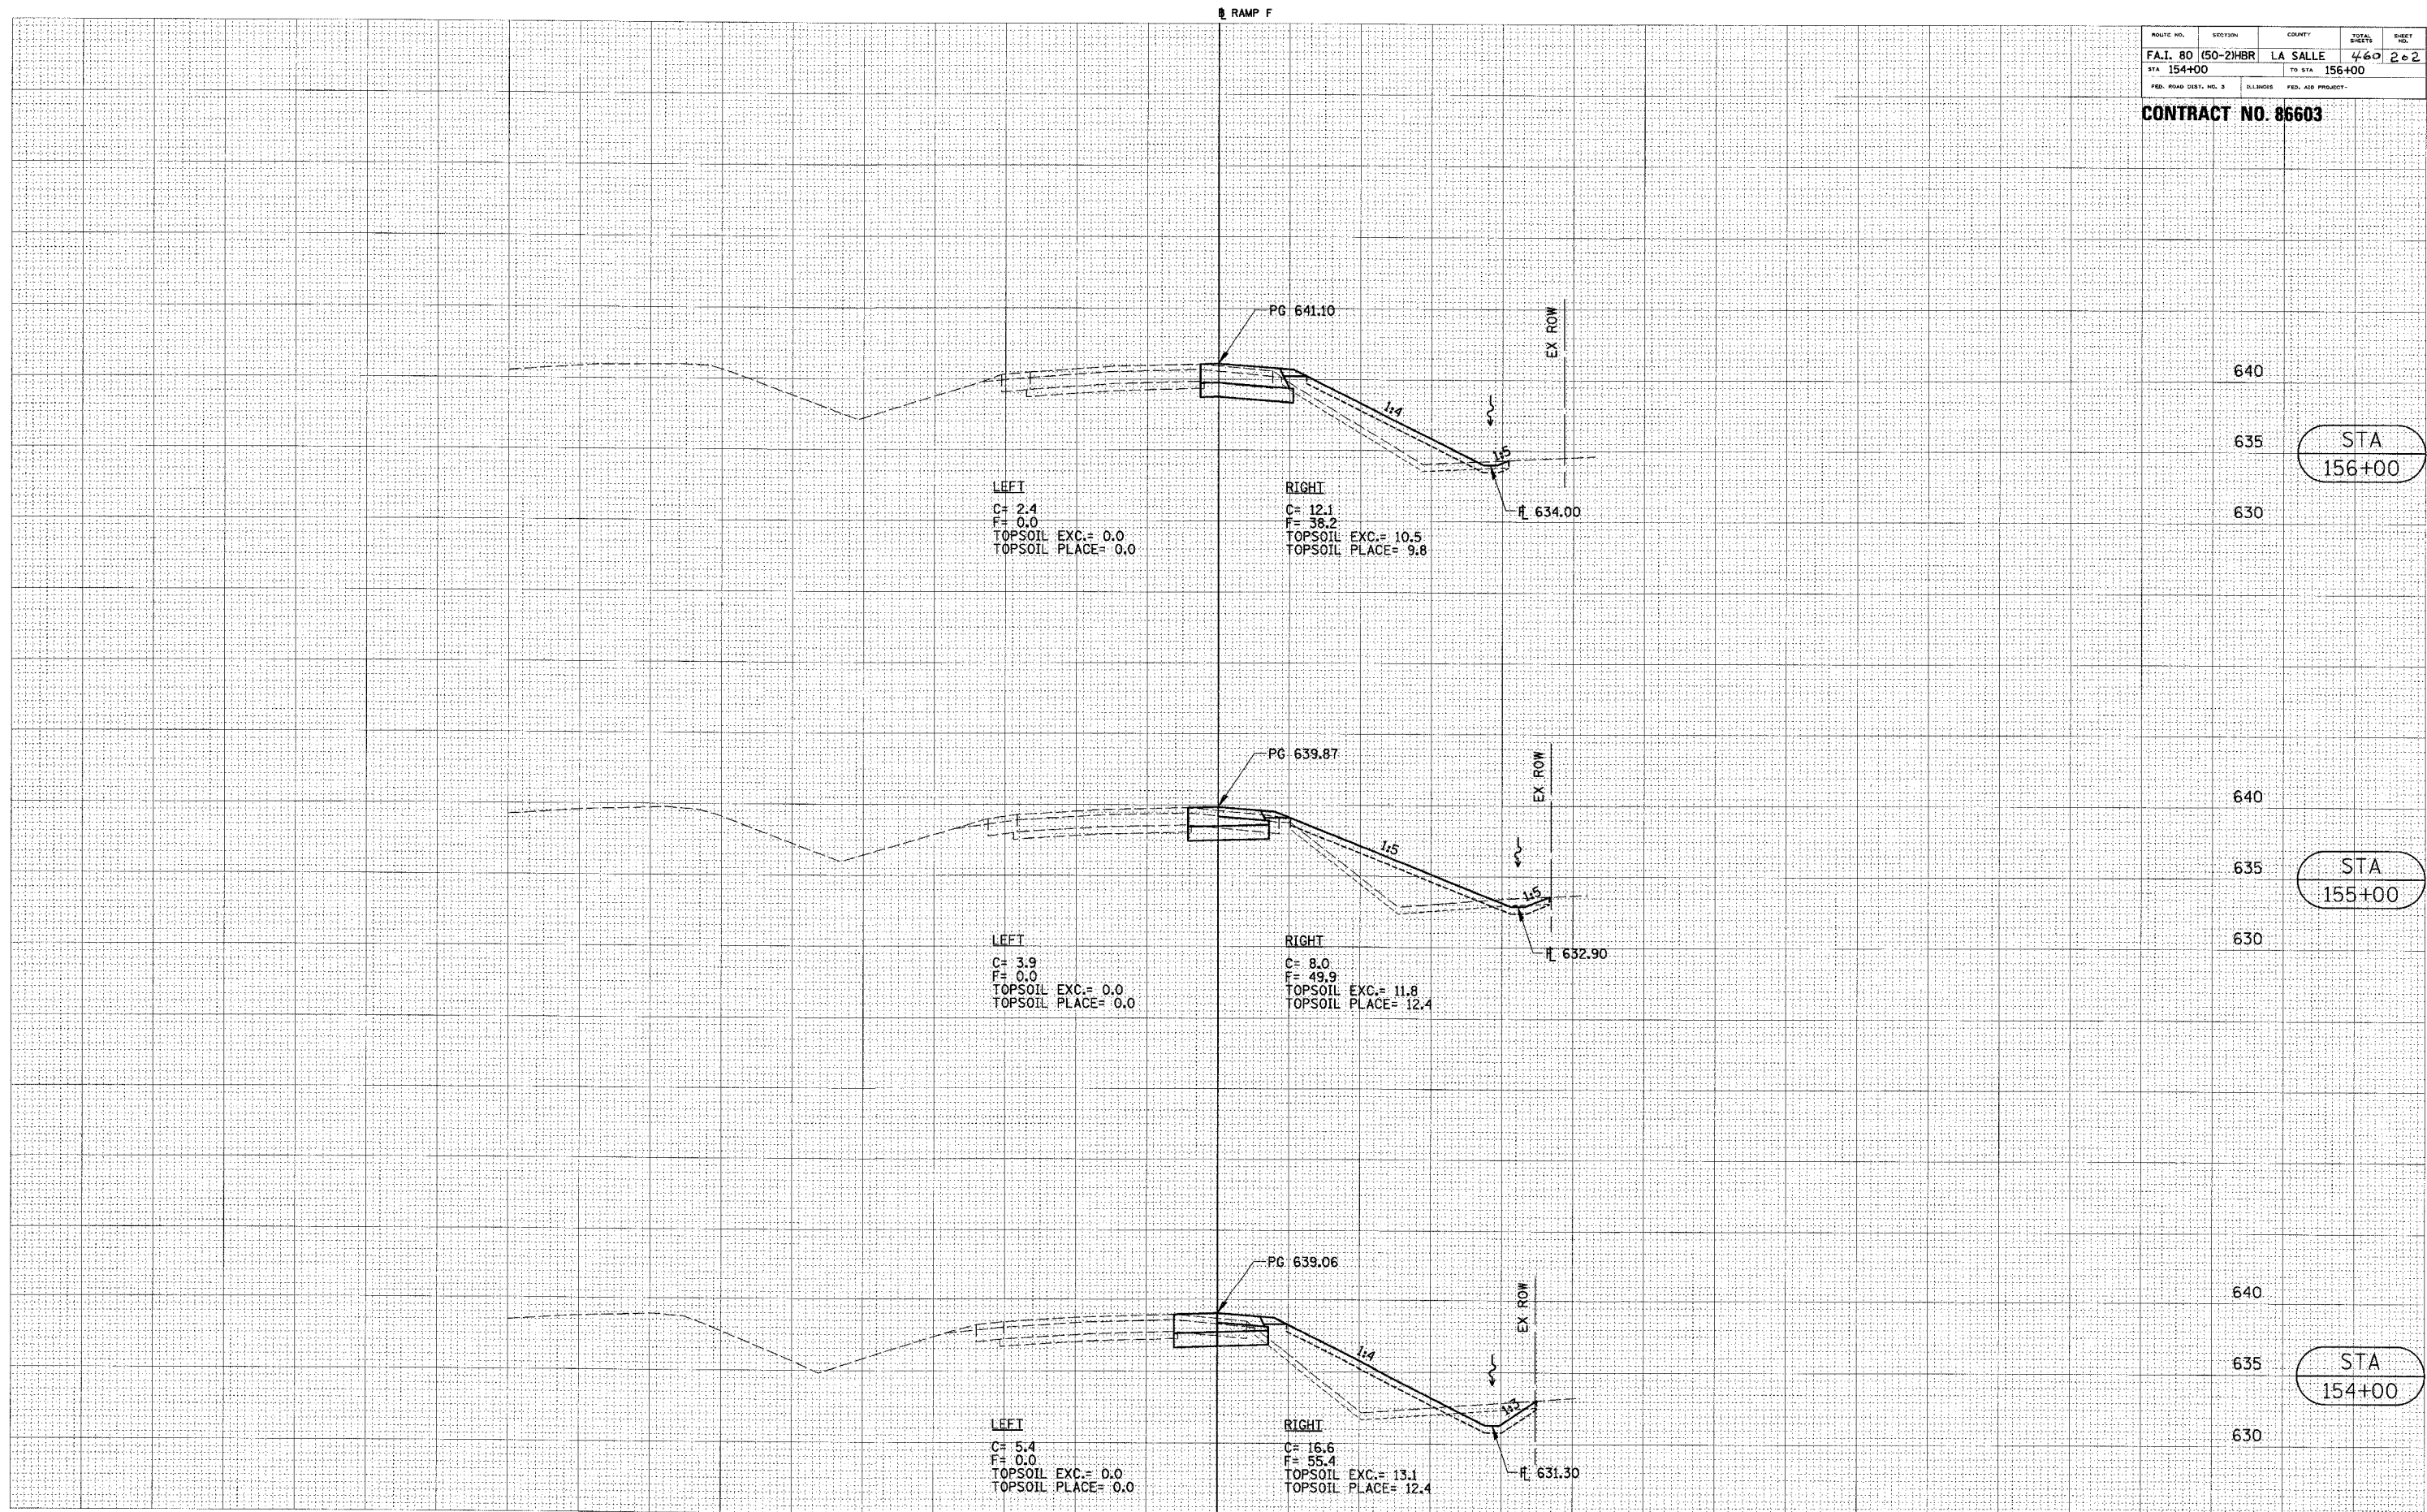 ℄ RAMP F
ROUTE NO. SECTION COUNTY TOTAL SHEETS SHEET NO.
F.A.I. 80 (50-2)HBR LA SALLE 460 202
STA 154+00 TO STA 156+00
FED. ROAD DIST. NO. 3 ILLINOIS FED. AID PROJECT-
CONTRACT NO. 86603
PG 641.10
EX ROW
1:4
1:5
640
635
630
STA
156+00
LEFT
C= 2.4
F= 0.0
TOPSOIL EXC.= 0.0
TOPSOIL PLACE= 0.0
RIGHT
C= 12.1
F= 38.2
TOPSOIL EXC.= 10.5
TOPSOIL PLACE= 9.8
FL 634.00
PG 639.87
EX ROW
1:5
1:5
640
635
630
STA
155+00
LEFT
C= 3.9
F= 0.0
TOPSOIL EXC.= 0.0
TOPSOIL PLACE= 0.0
RIGHT
C= 8.0
F= 49.9
TOPSOIL EXC.= 11.8
TOPSOIL PLACE= 12.4
FL 632.90
PG 639.06
EX ROW
1:4
1:3
640
635
630
STA
154+00
LEFT
C= 5.4
F= 0.0
TOPSOIL EXC.= 0.0
TOPSOIL PLACE= 0.0
RIGHT
C= 16.6
F= 55.4
TOPSOIL EXC.= 13.1
TOPSOIL PLACE= 12.4
FL 631.30